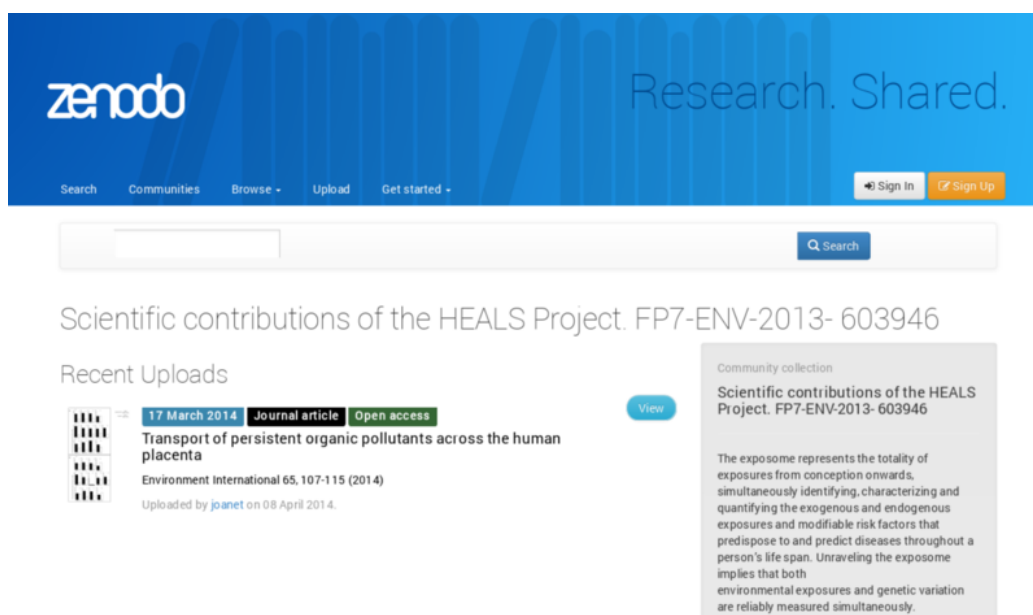 zenodo
Research. Shared.
Search Communities Browse Upload Get started
Sign In Sign Up
Search
Scientific contributions of the HEALS Project. FP7-ENV-2013- 603946
Recent Uploads
17 March 2014 Journal article Open access
View
Transport of persistent organic pollutants across the human
placenta
Environment International 65, 107-115 (2014)
Uploaded by joanet on 08 April 2014.
Community collection
Scientific contributions of the HEALS
Project. FP7-ENV-2013- 603946
The exposome represents the totality of
exposures from conception onwards,
simultaneously identifying, characterizing and
quantifying the exogenous and endogenous
exposures and modifiable risk factors that
predispose to and predict diseases throughout a
person's life span. Unraveling the exposome
implies that both
environmental exposures and genetic variation
are reliably measured simultaneously.